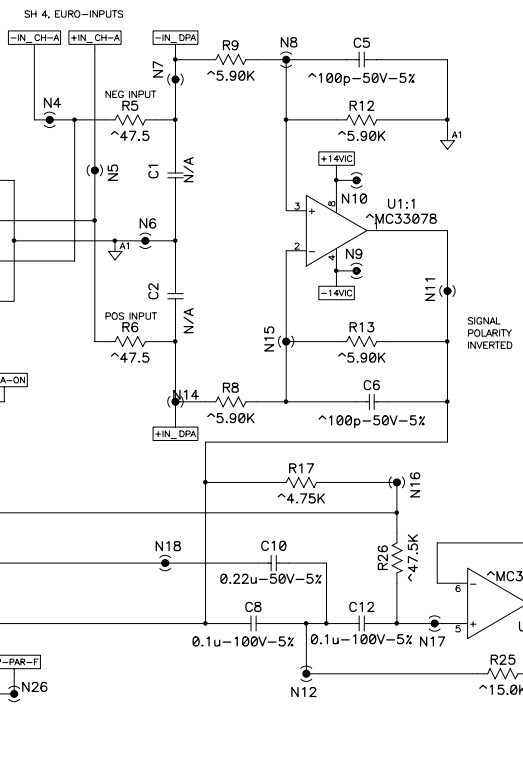 SH 4, EURO-INPUTS
-IN_CH-A
+IN_CH-A
-IN_DPA
R9
^5.90K
N8
C5
^100p-50V-5%
N7
NEG INPUT
R5
^47.5
N4
R12
^5.90K
A1
N5
C1
N/A
+14VIC
N10
8
U1:1
^MC33078
3
+
2
-
4
N9
-14VIC
N6
A1
C2
N/A
N11
POS INPUT
R6
^47.5
N15
R13
^5.90K
SIGNAL
POLARITY
INVERTED
A-ON
N14
R8
^5.90K
C6
^100p-50V-5%
+IN_DPA
R17
^4.75K
N16
R26
^47.5K
N18
C10
0.22u-50V-5%
^MC3
6
-
5
+
U
C8
0.1u-100V-5%
C12
0.1u-100V-5%
N17
P-PAR-F
N26
N12
R25
^15.0K